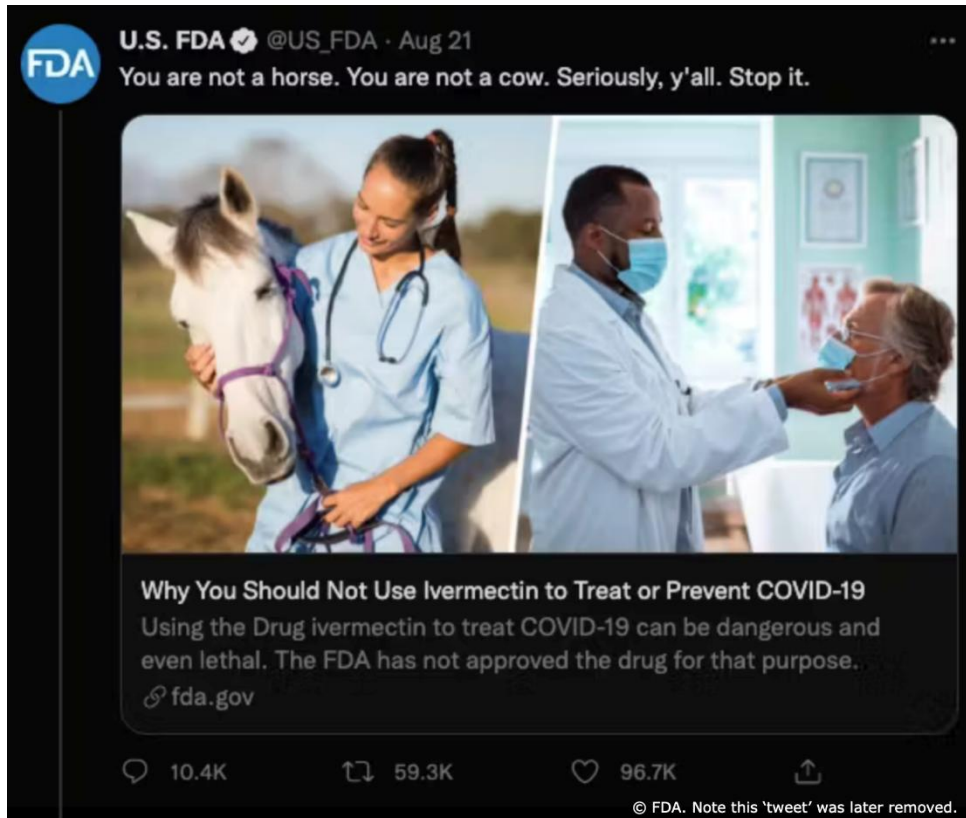 FDA
U.S. FDA @US_FDA · Aug 21
You are not a horse. You are not a cow. Seriously, y'all. Stop it.
Why You Should Not Use Ivermectin to Treat or Prevent COVID-19
Using the Drug ivermectin to treat COVID-19 can be dangerous and
even lethal. The FDA has not approved the drug for that purpose.
fda.gov
10.4K 59.3K 96.7K
© FDA. Note this ‘tweet’ was later removed.